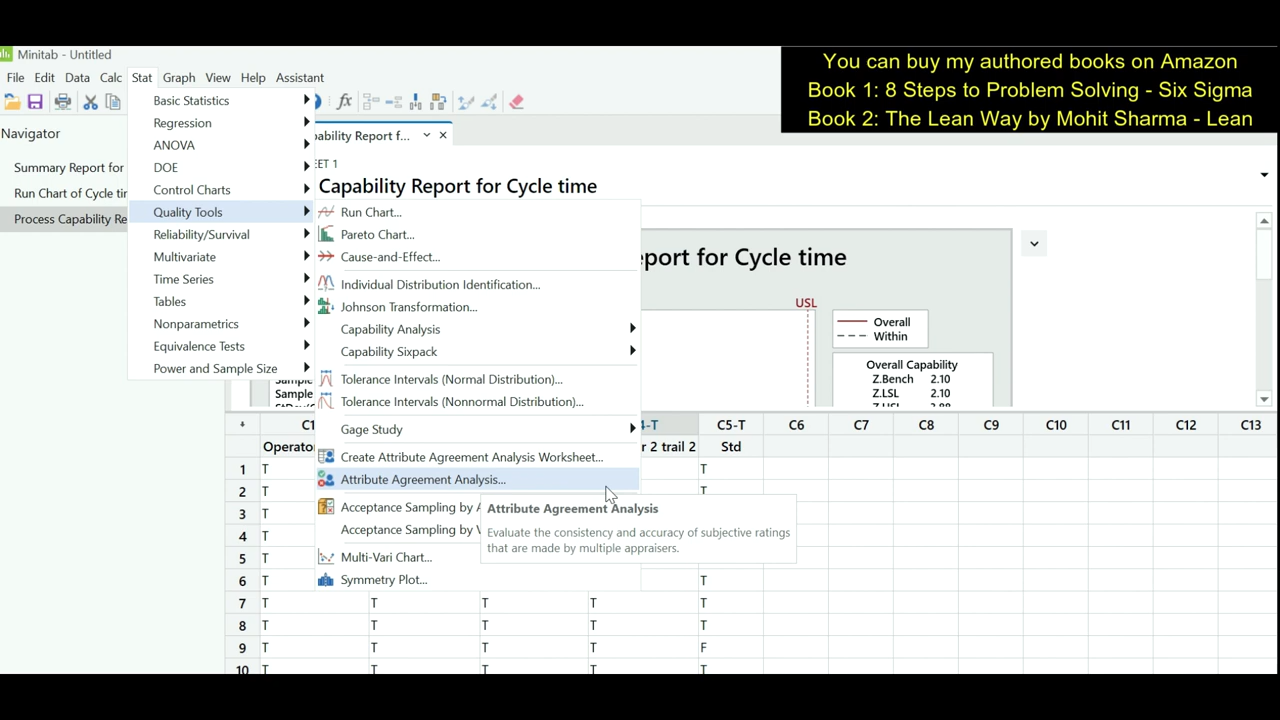 Minitab - Untitled
You can buy my authored books on Amazon
Book 1: 8 Steps to Problem Solving - Six Sigma
Book 2: The Lean Way by Mohit Sharma - Lean
File Edit Data Calc Stat Graph View Help Assistant
Navigator
Summary Report for
Run Chart of Cycle
Process Capability
Basic Statistics
Regression
ANOVA
DOE
Control Charts
Quality Tools
Reliability/Survival
Multivariate
Time Series
Tables
Nonparametrics
Equivalence Tests
Power and Sample Size
Report f...
Capability Report for Cycle time
Run Chart...
Pareto Chart...
Cause-and-Effect...
Individual Distribution Identification...
Johnson Transformation...
Capability Analysis
Capability Sixpack
Tolerance Intervals (Normal Distribution)...
Tolerance Intervals (Nonnormal Distribution)...
Gage Study
Create Attribute Agreement Analysis Worksheet...
Attribute Agreement Analysis...
Acceptance Sampling by
Acceptance Sampling by
Multi-Vari Chart...
Symmetry Plot...
Attribute Agreement Analysis
Evaluate the consistency and accuracy of subjective ratings
that are made by multiple appraisers.
for Cycle time
USL
Overall
Within
Overall Capability
Z.Bench 2.10
Z.LSL 2.10
Sample
C5-T C6 C7 C8 C9 C10 C11 C12 C13
2 trail 2 Std
1 T T
2 T T
3 T
4 T
5 T
6 T T
7 T T T T T
8 T T T T T
9 T T T T F
10 T T T T T